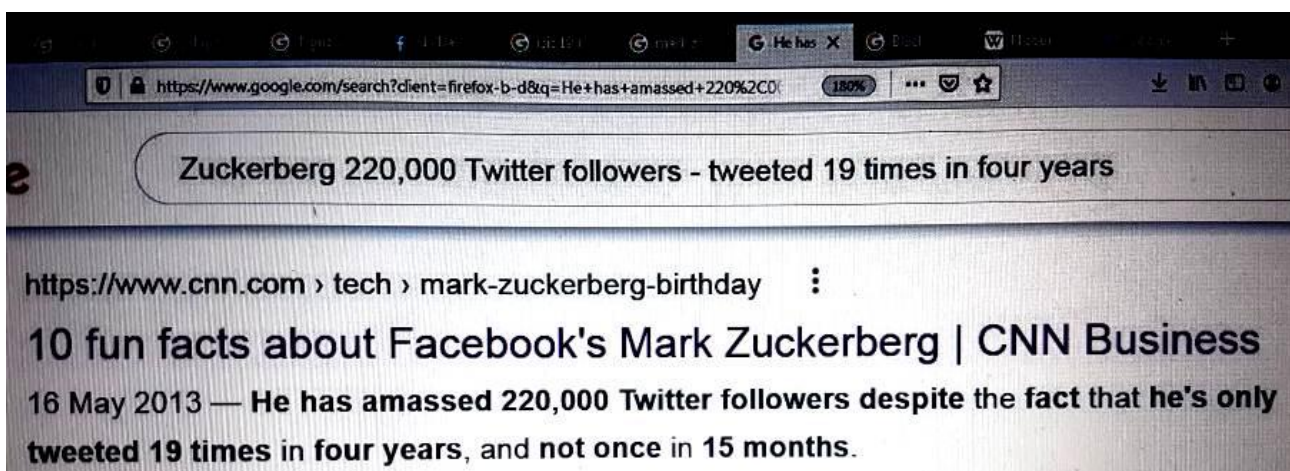 He has
https://www.google.com/search?client=firefox-b-d&q=He+has+amassed+220%2C0
180%
Zuckerberg 220,000 Twitter followers - tweeted 19 times in four years
https://www.cnn.com › tech › mark-zuckerberg-birthday
10 fun facts about Facebook's Mark Zuckerberg | CNN Business
16 May 2013 — He has amassed 220,000 Twitter followers despite the fact that he's only
tweeted 19 times in four years, and not once in 15 months.